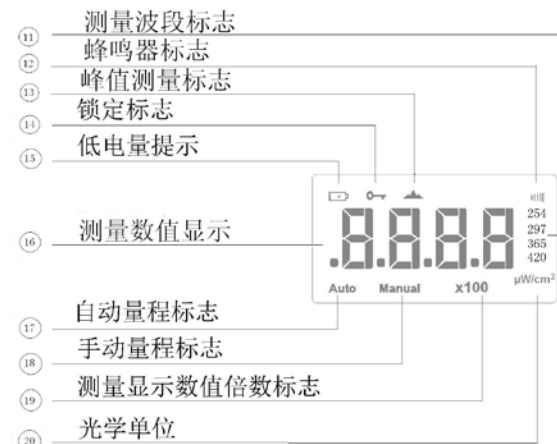 ⑪ 测量波段标志
⑫ 蜂鸣器标志
⑬ 峰值测量标志
⑭ 锁定标志
⑮ 低电量提示
⑯ 测量数值显示
.8.8.8.8
254
297
365
420
μW/cm²
Auto Manual x100
⑰ 自动量程标志
⑱ 手动量程标志
⑲ 测量显示数值倍数标志
⑳ 光学单位